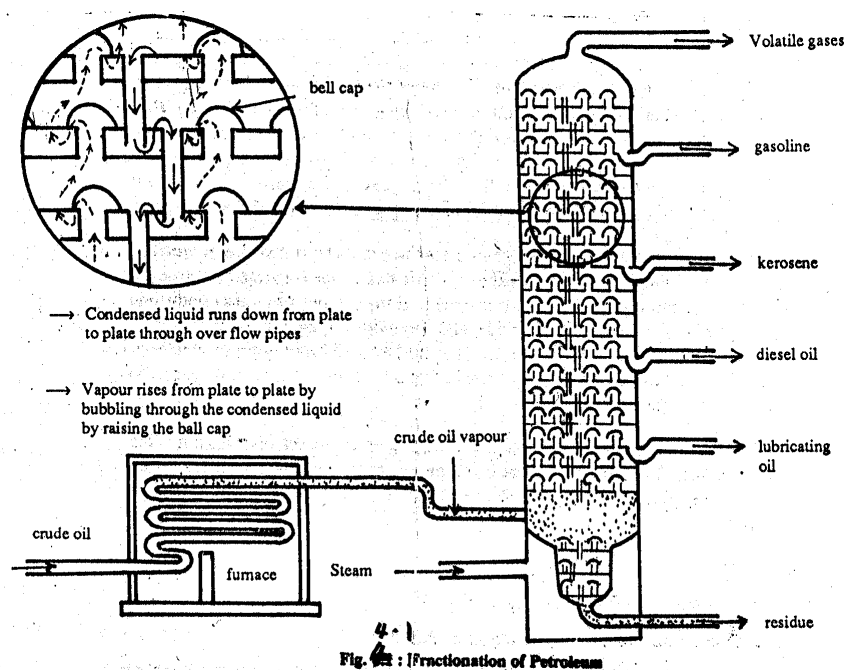 Volatile gases
bell cap
gasoline
kerosene
→ Condensed liquid runs down from plate
to plate through over flow pipes
diesel oil
→ Vapour rises from plate to plate by
bubbling through the condensed liquid
by raising the ball cap
crude oil vapour
lubricating
oil
crude oil
furnace
Steam
residue
4.1
Fig. : Fractionation of Petroleum